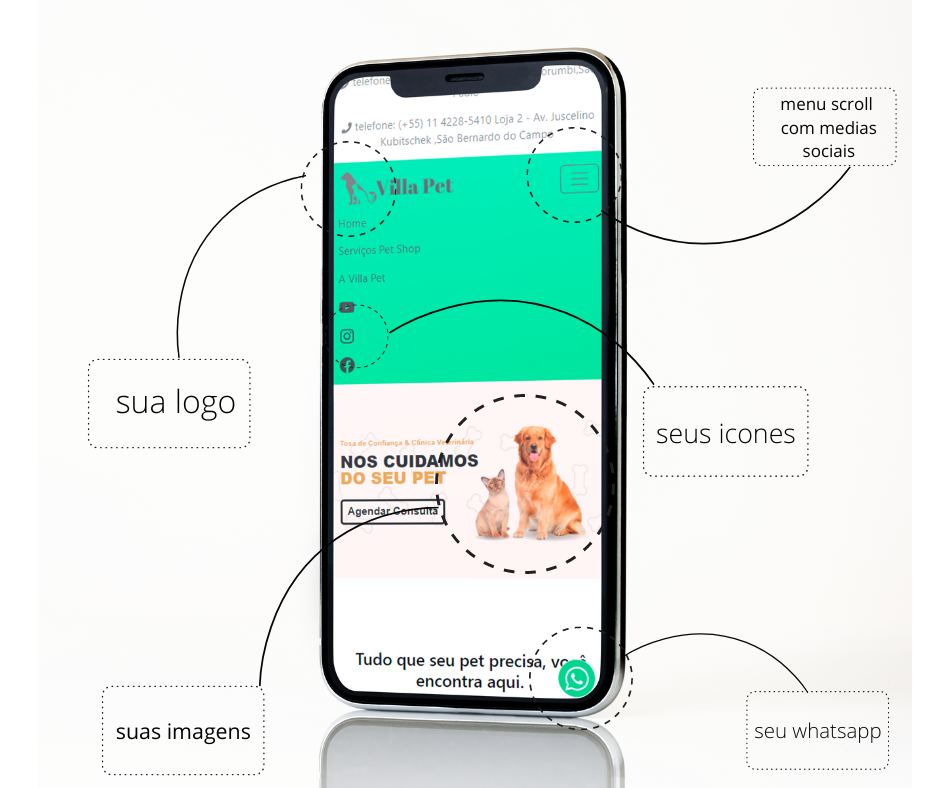 telefone
orumbi,São
Paulo
telefone: (+55) 11 4228-5410 Loja 2 - Av. Juscelino
Kubitschek ,São Bernardo do Campo
menu scroll
com medias
sociais
Villa Pet
Home
Serviços Pet Shop
A Villa Pet
sua logo
seus icones
Tosa de Confiança & Clínica Veterinária
NOS CUIDAMOS
DO SEU PET
Agendar Consulta
Tudo que seu pet precisa, você
encontra aqui.
suas imagens
seu whatsapp